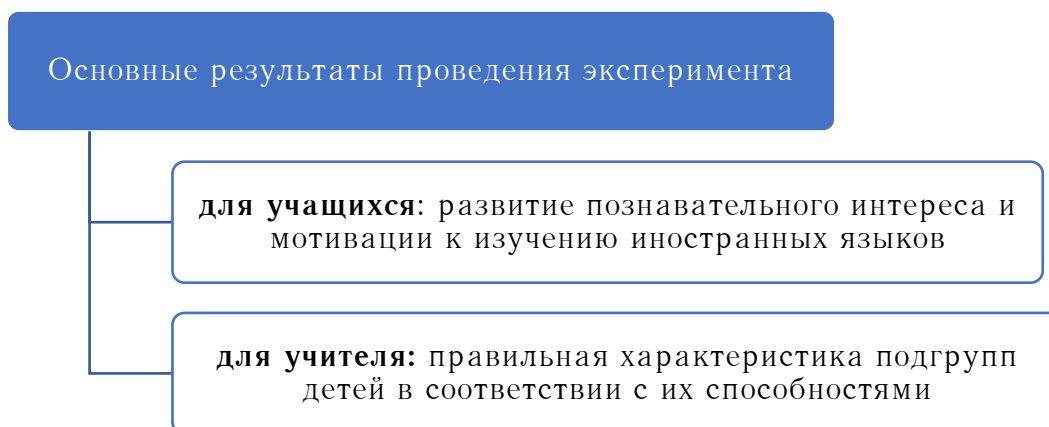 Основные результаты проведения эксперимента
для учащихся: развитие познавательного интереса и
мотивации к изучению иностранных языков
для учителя: правильная характеристика подгрупп
детей в соответствии с их способностями